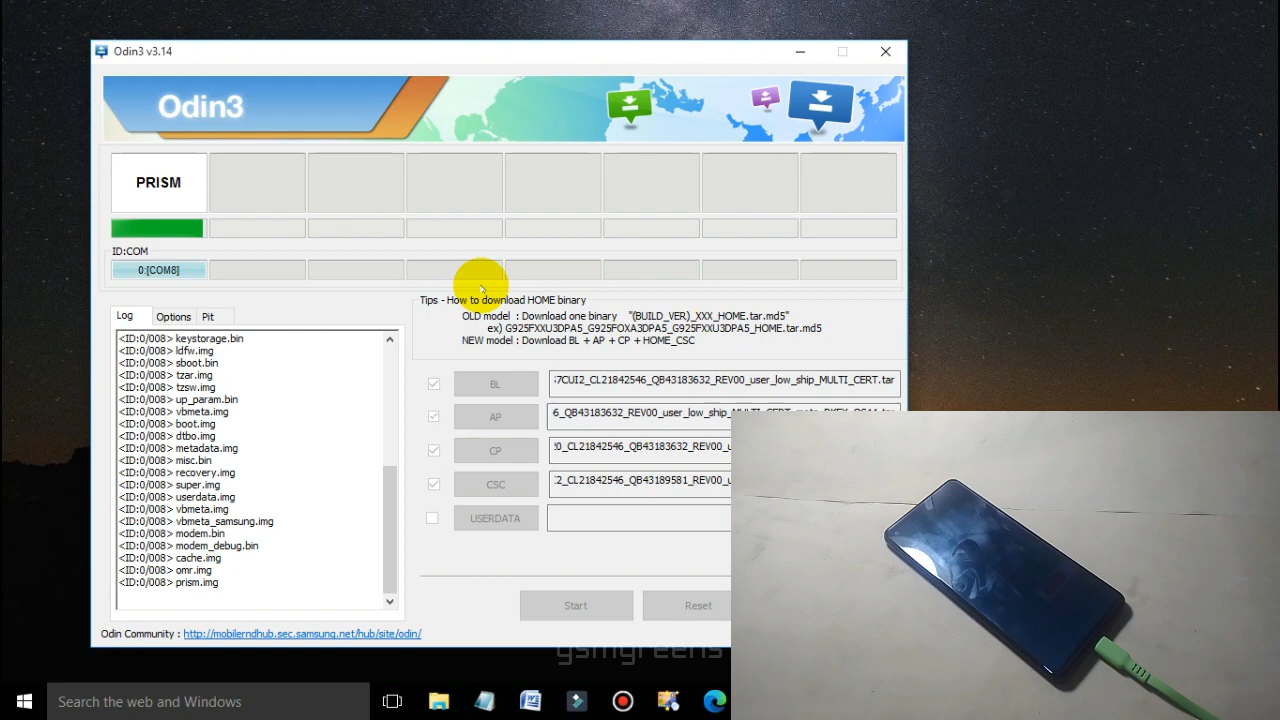 Odin3 v3.14
Odin3
PRISM
ID:COM
0:[COM8]
Log
Options
Pit
<ID:0/008> keystorage.bin
<ID:0/008> ldfw.img
<ID:0/008> sboot.bin
<ID:0/008> tzar.img
<ID:0/008> tzsw.img
<ID:0/008> up_param.bin
<ID:0/008> vbmeta.img
<ID:0/008> boot.img
<ID:0/008> dtbo.img
<ID:0/008> metadata.img
<ID:0/008> misc.bin
<ID:0/008> recovery.img
<ID:0/008> super.img
<ID:0/008> userdata.img
<ID:0/008> vbmeta.img
<ID:0/008> vbmeta_samsung.img
<ID:0/008> modem.bin
<ID:0/008> modem_debug.bin
<ID:0/008> cache.img
<ID:0/008> omr.img
<ID:0/008> prism.img
Tips - How to download HOME binary
OLD model : Download one binary "(BUILD_VER)_XXX_HOME.tar.md5"
ex) G925FXXU3DPA5_G925FOXA3DPA5_G925FXXU3DPA5_HOME.tar.md5
NEW model : Download BL + AP + CP + HOME_CSC
BL
7CUI2_CL21842546_QB43183632_REV00_user_low_ship_MULTI_CERT.tar
AP
6_QB43183632_REV00_user_low_ship_MULTI_CERT_meta_RKEY_OS11.tar
CP
0_CL21842546_QB43183632_REV00_u
CSC
2_CL21842546_QB43189581_REV00_u
USERDATA
Start
Reset
Odin Community : http://mobilerndhub.sec.samsung.net/hub/site/odin/
gsmgreens
Search the web and Windows